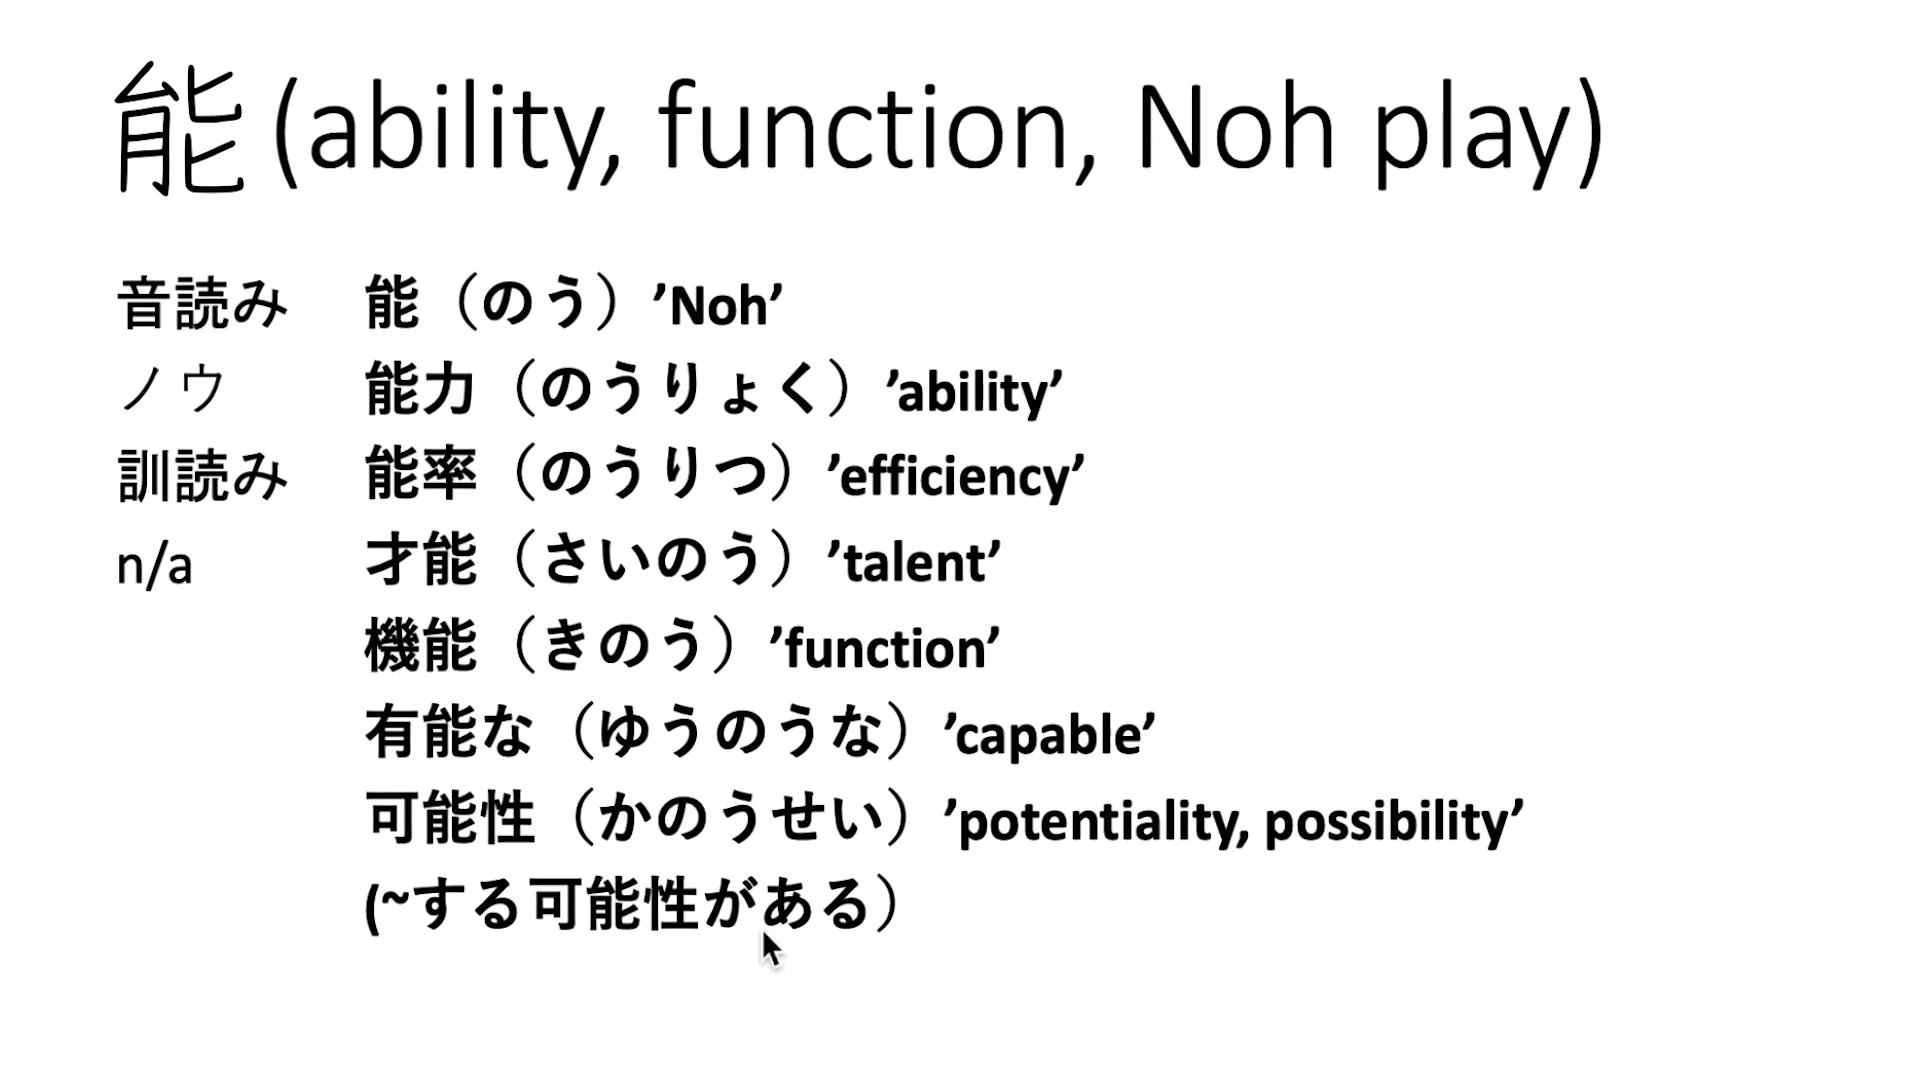 能 (ability, function, Noh play)
音読み
ノウ
訓読み
n/a
能（のう）’Noh’
能力（のうりょく）’ability’
能率（のうりつ）’efficiency’
才能（さいのう）’talent’
機能（きのう）’function’
有能な（ゆうのうな）’capable’
可能性（かのうせい）’potentiality, possibility’
(~する可能性がある）